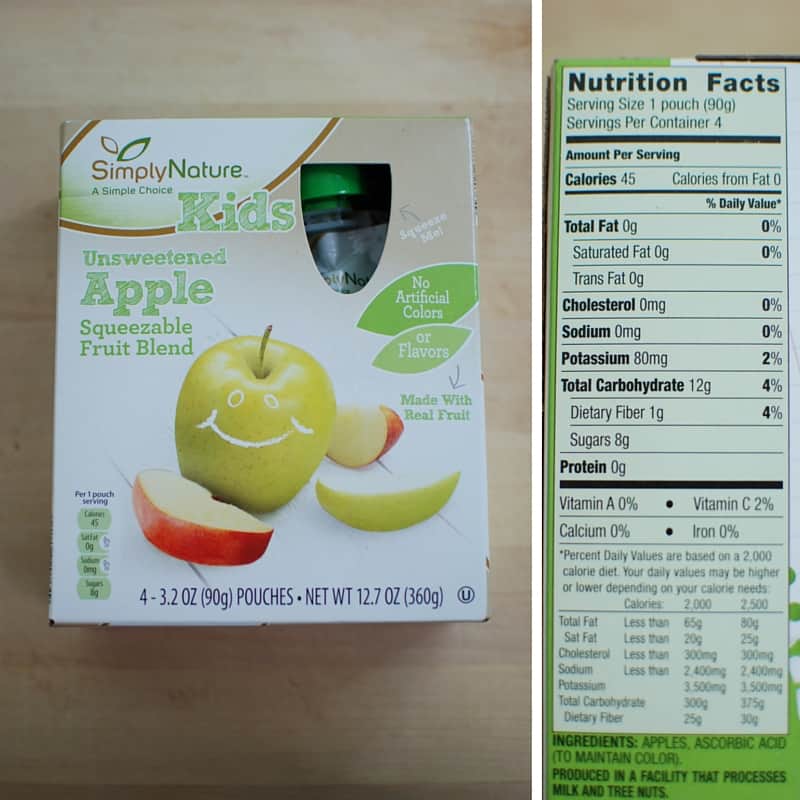 SimplyNature™
A Simple Choice
Kids
Squeeze
Me!
Unsweetened
Apple
Squeezable
Fruit Blend
No
Artificial
Colors
or
Flavors
Made With
Real Fruit
Per 1 pouch
serving
Calories
45
Sat Fat
0g
Sodium
0mg
Sugars
8g
4 - 3.2 OZ (90g) POUCHES • NET WT 12.7 OZ (360g) U
Nutrition Facts
Serving Size 1 pouch (90g)
Servings Per Container 4
Amount Per Serving
Calories 45 Calories from Fat 0
% Daily Value*
Total Fat 0g 0%
Saturated Fat 0g 0%
Trans Fat 0g
Cholesterol 0mg 0%
Sodium 0mg 0%
Potassium 80mg 2%
Total Carbohydrate 12g 4%
Dietary Fiber 1g 4%
Sugars 8g
Protein 0g
Vitamin A 0% • Vitamin C 2%
Calcium 0% • Iron 0%
*Percent Daily Values are based on a 2,000
calorie diet. Your daily values may be higher
or lower depending on your calorie needs:
Calories: 2,000 2,500
Total Fat Less than 65g 80g
Sat Fat Less than 20g 25g
Cholesterol Less than 300mg 300mg
Sodium Less than 2,400mg 2,400mg
Potassium 3,500mg 3,500mg
Total Carbohydrate 300g 375g
Dietary Fiber 25g 30g
INGREDIENTS: APPLES, ASCORBIC ACID
(TO MAINTAIN COLOR).
PRODUCED IN A FACILITY THAT PROCESSES
MILK AND TREE NUTS.